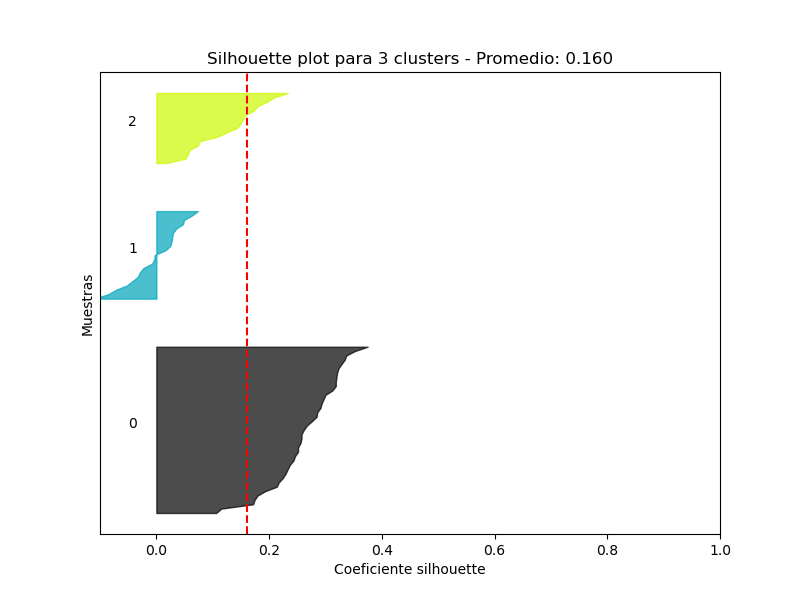 Silhouette plot para 3 clusters - Promedio: 0.160
2
1
0
Muestras
0.0 0.2 0.4 0.6 0.8 1.0
Coeficiente silhouette